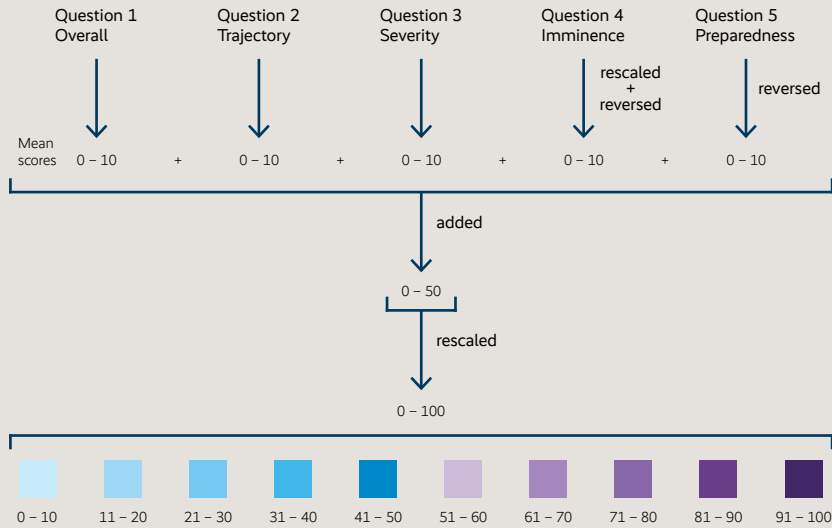 Question 1
Overall
Question 2
Trajectory
Question 3
Severity
Question 4
Imminence
Question 5
Preparedness
rescaled
+
reversed
reversed
Mean
scores
0 – 10 + 0 – 10 + 0 – 10 + 0 – 10 + 0 – 10
added
0 – 50
rescaled
0 – 100
0 – 10 11 – 20 21 – 30 31 – 40 41 – 50 51 – 60 61 – 70 71 – 80 81 – 90 91 – 100